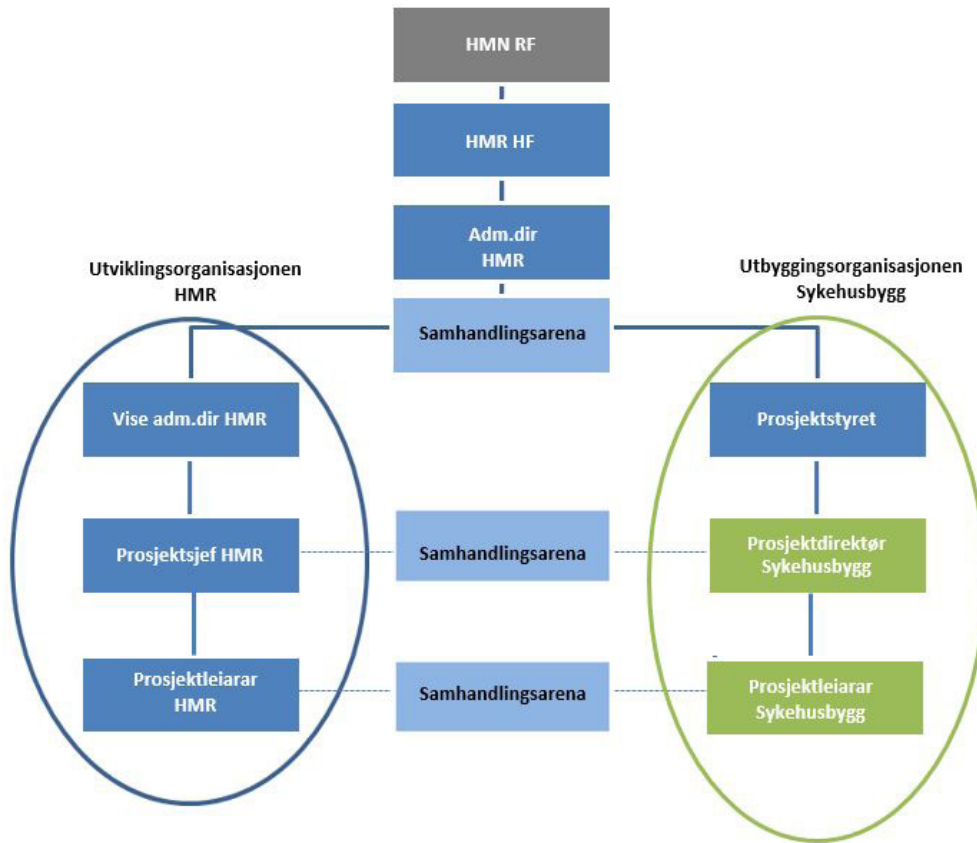 HMN RF
HMR HF
Adm.dir
HMR
Utviklingsorganisasjonen
HMR
Utbyggingsorganisasjonen
Sykehusbygg
Samhandlingsarena
Vise adm.dir HMR
Prosjektstyret
Prosjektsjef HMR
Samhandlingsarena
Prosjektdirektør
Sykehusbygg
Prosjektleiarar
HMR
Samhandlingsarena
Prosjektleiarar
Sykehusbygg